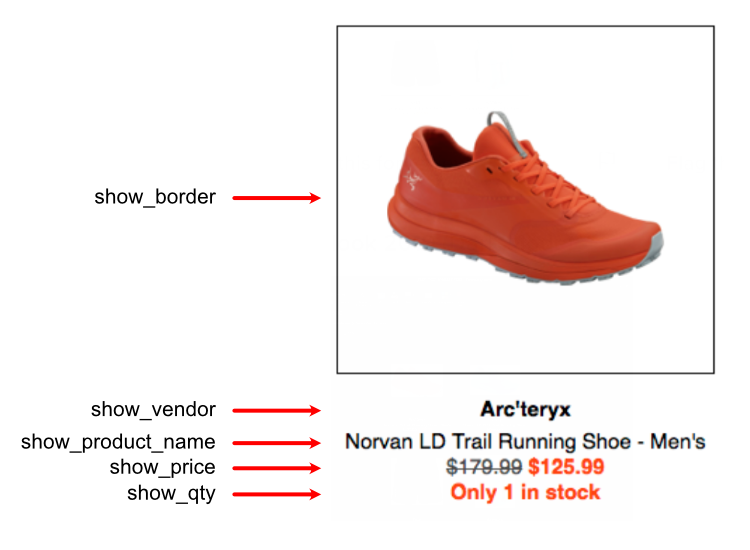 show_border
show_vendor Arc'teryx
show_product_name Norvan LD Trail Running Shoe - Men's
show_price $179.99 $125.99
show_qty Only 1 in stock